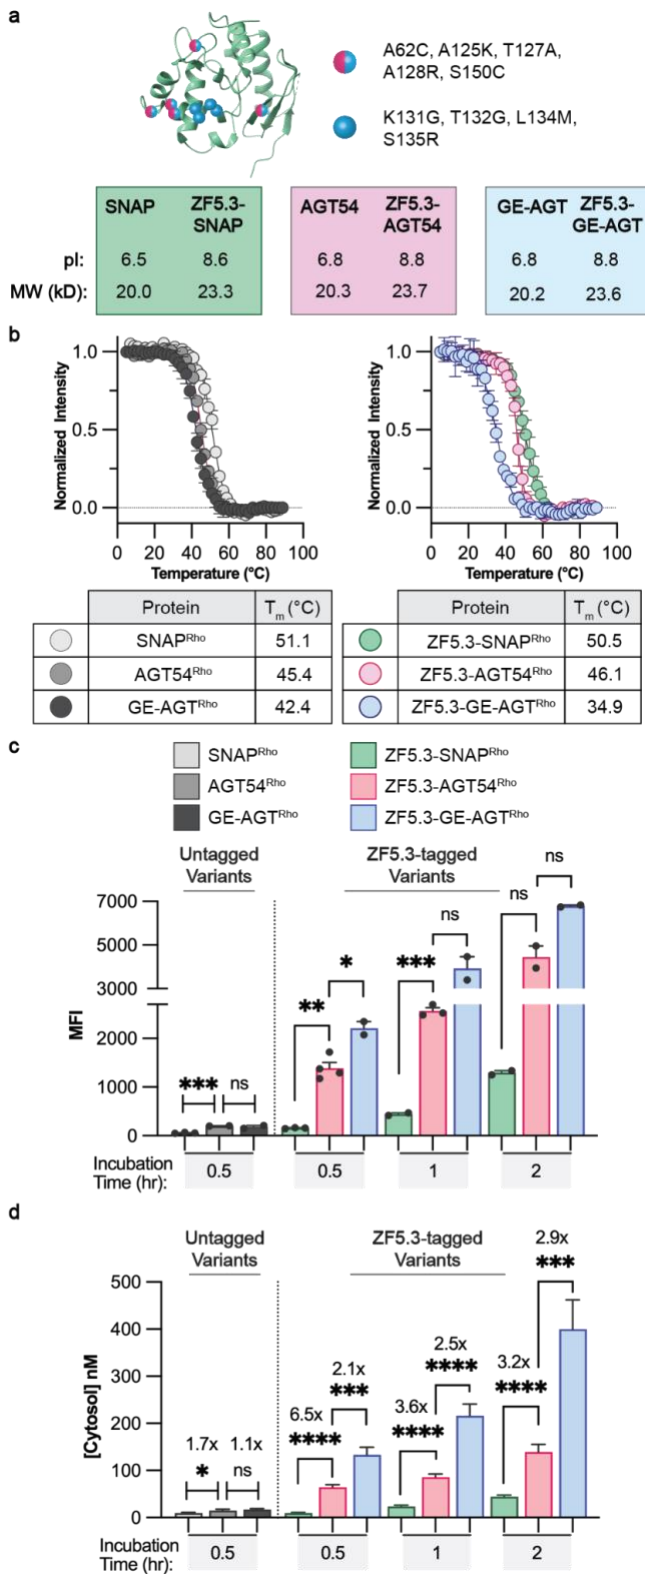 a
A62C, A125K, T127A,
A128R, S150C
K131G, T132G, L134M,
S135R
SNAP ZF5.3-SNAP AGT54 ZF5.3-AGT54 GE-AGT ZF5.3-GE-AGT
pI: 6.5 8.6 6.8 8.8 6.8 8.8
MW (kD): 20.0 23.3 20.3 23.7 20.2 23.6
b
Normalized Intensity
1.0
0.5
0.0
0 20 40 60 80 100
Temperature (°C)
Normalized Intensity
1.0
0.5
0.0
0 20 40 60 80 100
Temperature (°C)
Protein Tm (°C)
SNAPRho 51.1
AGT54Rho 45.4
GE-AGTRho 42.4
Protein Tm (°C)
ZF5.3-SNAPRho 50.5
ZF5.3-AGT54Rho 46.1
ZF5.3-GE-AGTRho 34.9
c
SNAPRho ZF5.3-SNAPRho
AGT54Rho ZF5.3-AGT54Rho
GE-AGTRho ZF5.3-GE-AGTRho
Untagged
Variants
ZF5.3-tagged
Variants
MFI
7000
5000
3000
2000
1000
0
*** ns
** *
*** ns
ns ns
Incubation
Time (hr):
0.5 0.5 1 2
d
Untagged
Variants
ZF5.3-tagged
Variants
[Cytosol] nM
500
400
300
200
100
0
1.7x 1.1x
* ns
6.5x 2.1x
**** ***
3.6x 2.5x
**** ****
3.2x 2.9x
**** ***
Incubation
Time (hr):
0.5 0.5 1 2